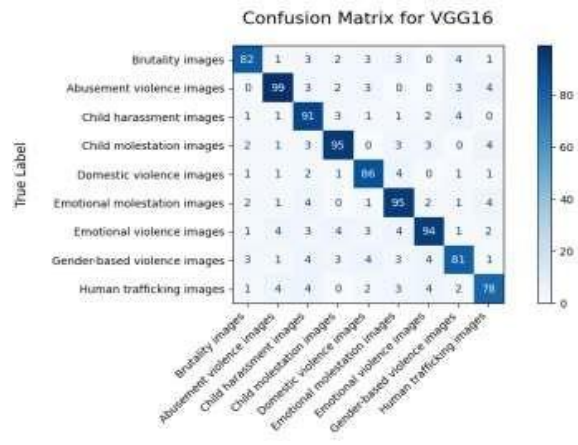 Confusion Matrix for VGG16
True Label
Brutality images 82 1 3 2 3 3 0 4 1
Abusement violence images 0 99 3 2 3 0 0 3 4
Child harassment images 1 1 91 3 1 1 2 4 0
Child molestation images 2 1 3 95 0 3 3 0 4
Domestic violence images 1 1 2 1 86 4 0 1 1
Emotional molestation images 2 1 4 0 1 95 2 1 4
Emotional violence images 1 4 3 4 3 4 94 1 2
Gender-based violence images 3 1 4 3 4 3 4 81 1
Human trafficking images 1 4 4 0 2 3 4 2 78
Brutality images
Abusement violence images
Child harassment images
Child molestation images
Domestic violence images
Emotional molestation images
Emotional violence images
Gender-based violence images
Human trafficking images
80
60
40
20
0